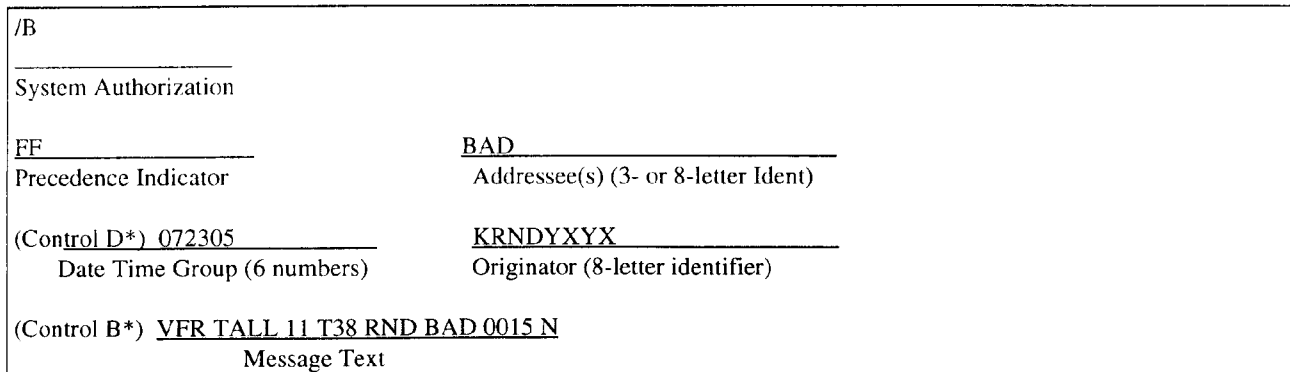 /B
System Authorization
FF BAD
Precedence Indicator Addressee(s) (3- or 8-letter Ident)
(Control D*) 072305 KRNDYXYX
Date Time Group (6 numbers) Originator (8-letter identifier)
(Control B*) VFR TALL 11 T38 RND BAD 0015 N
Message Text